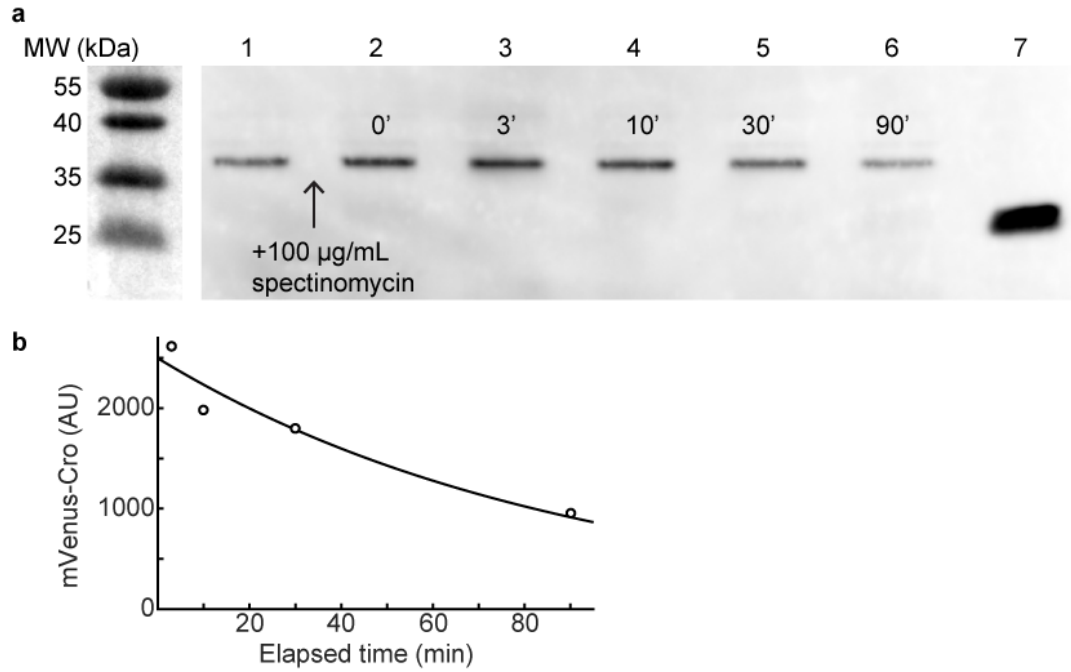 a
MW (kDa) 1 2 3 4 5 6 7
55
40 0' 3' 10' 30' 90'
35
25
+100 µg/mL
spectinomycin
b
mVenus-Cro (AU)
2000
1000
0
20 40 60 80
Elapsed time (min)